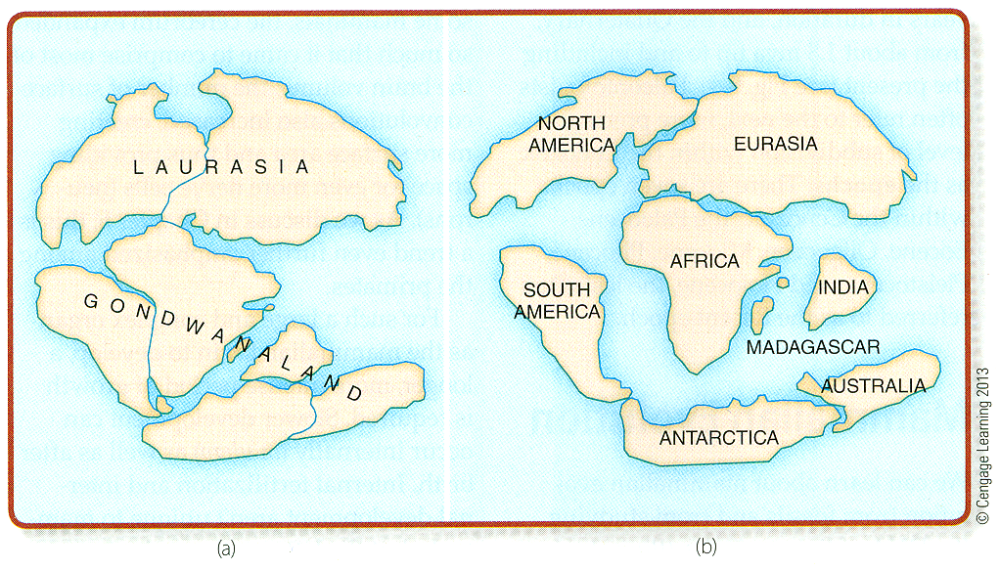 LAURASIA
GONDWANALAND
(a)
NORTH
AMERICA
EURASIA
AFRICA
SOUTH
AMERICA
INDIA
MADAGASCAR
AUSTRALIA
ANTARCTICA
(b)
© Cengage Learning 2013